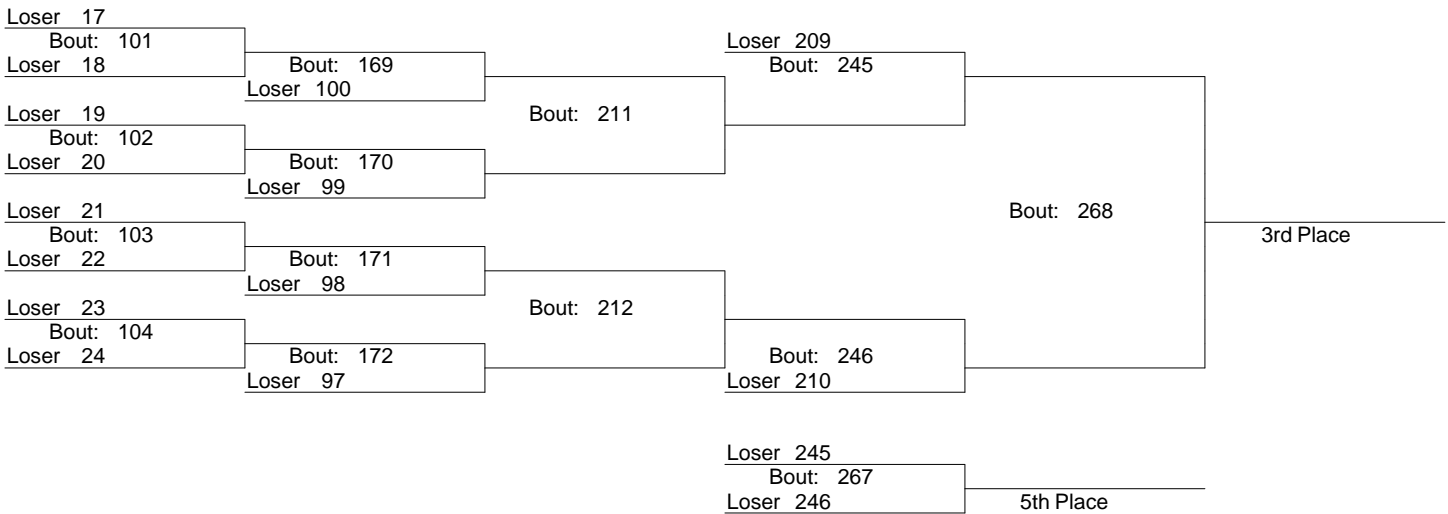 Loser 17
Bout: 101
Loser 18
Loser 19
Bout: 102
Loser 20
Loser 21
Bout: 103
Loser 22
Loser 23
Bout: 104
Loser 24
Bout: 169
Loser 100
Bout: 170
Loser 99
Bout: 171
Loser 98
Bout: 172
Loser 97
Bout: 211
Bout: 212
Loser 209
Bout: 245
Bout: 246
Loser 210
Bout: 268
3rd Place
Loser 245
Bout: 267
Loser 246
5th Place